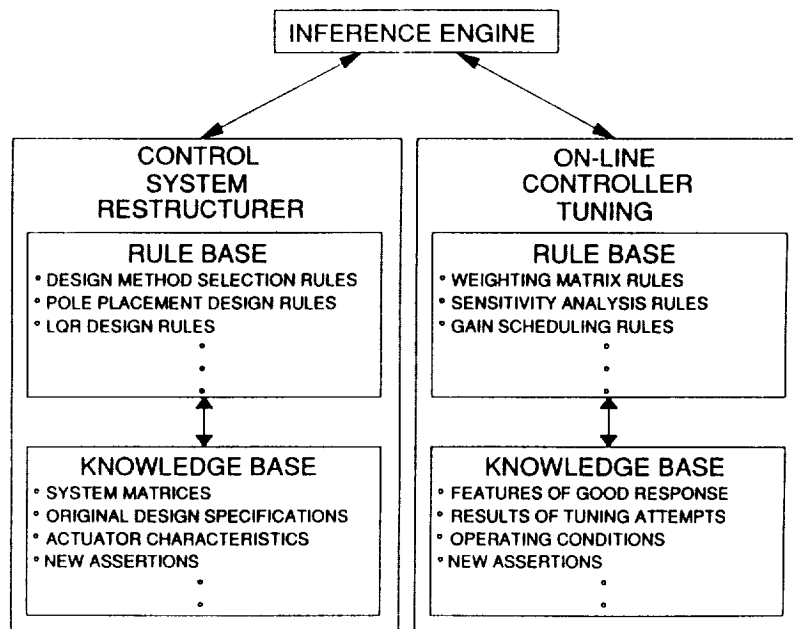 INFERENCE ENGINE
CONTROL
SYSTEM
RESTRUCTURER
RULE BASE
° DESIGN METHOD SELECTION RULES
° POLE PLACEMENT DESIGN RULES
° LQR DESIGN RULES
°
°
°
KNOWLEDGE BASE
° SYSTEM MATRICES
° ORIGINAL DESIGN SPECIFICATIONS
° ACTUATOR CHARACTERISTICS
° NEW ASSERTIONS
°
°
ON-LINE
CONTROLLER
TUNING
RULE BASE
° WEIGHTING MATRIX RULES
° SENSITIVITY ANALYSIS RULES
° GAIN SCHEDULING RULES
°
°
°
KNOWLEDGE BASE
° FEATURES OF GOOD RESPONSE
° RESULTS OF TUNING ATTEMPTS
° OPERATING CONDITIONS
° NEW ASSERTIONS
°
°